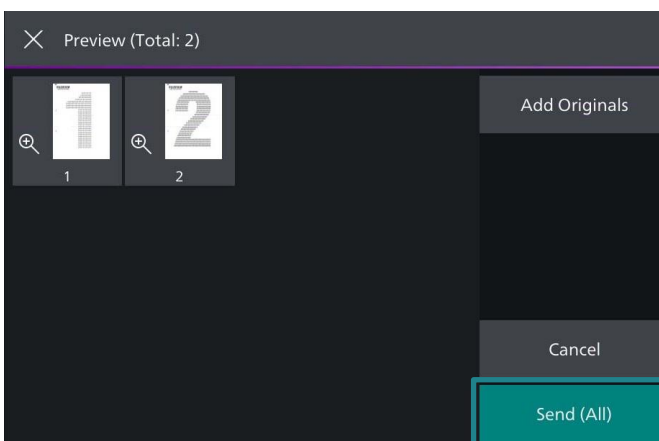 Preview (Total: 2)
Add Originals
1
2
1
2
Cancel
Send (All)